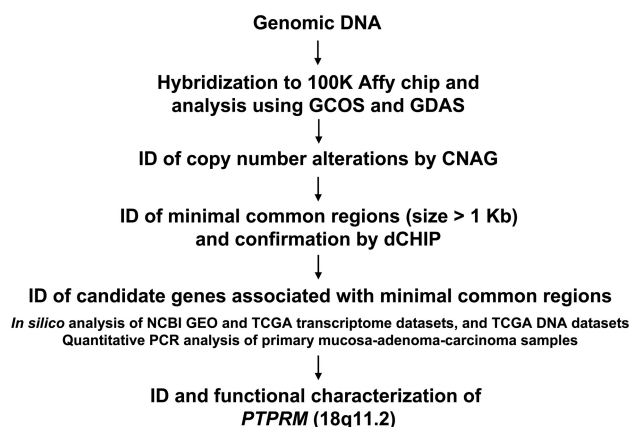 Genomic DNA
Hybridization to 100K Affy chip and
analysis using GCOS and GDAS
ID of copy number alterations by CNAG
ID of minimal common regions (size > 1 Kb)
and confirmation by dCHIP
ID of candidate genes associated with minimal common regions
In silico analysis of NCBI GEO and TCGA transcriptome datasets, and TCGA DNA datasets
Quantitative PCR analysis of primary mucosa-adenoma-carcinoma samples
ID and functional characterization of
PTPRM (18q11.2)